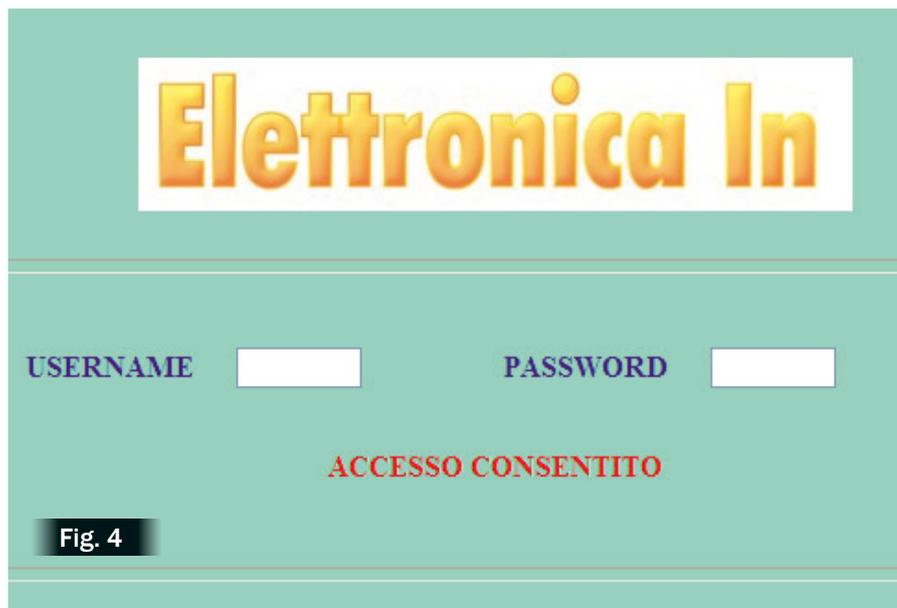 Elettronica In
USERNAME PASSWORD
ACCESSO CONSENTITO
Fig. 4